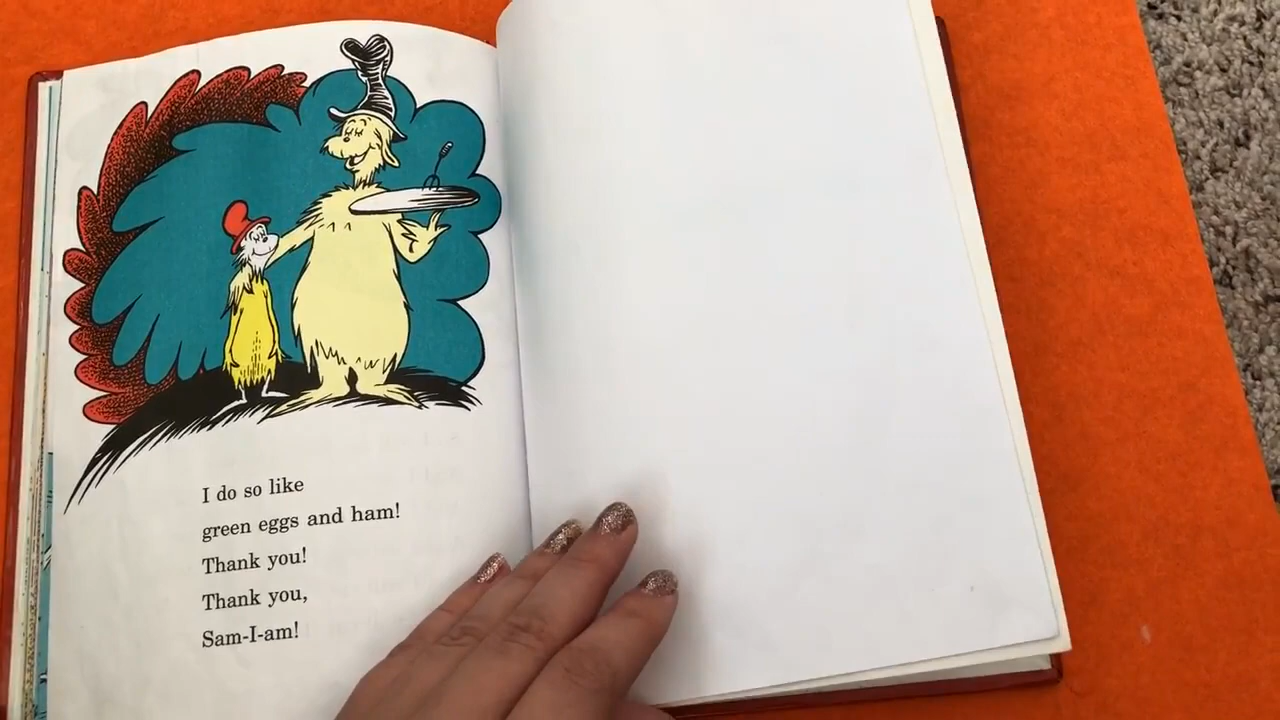 I do so like
green eggs and ham!
Thank you!
Thank you,
Sam-I-am!